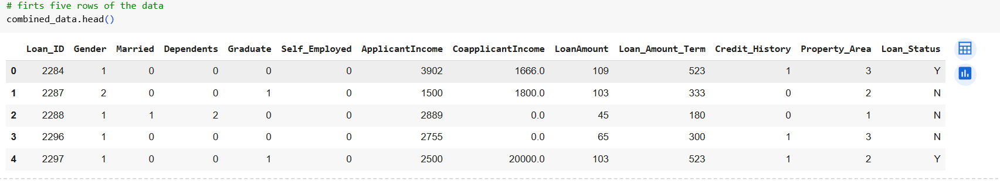 # firts five rows of the data
combined_data.head()
Loan_ID Gender Married Dependents Graduate Self_Employed ApplicantIncome CoapplicantIncome LoanAmount Loan_Amount_Term Credit_History Property_Area Loan_Status
0 2284 1 0 0 0 0 3902 1666.0 109 523 1 3 Y
1 2287 2 0 0 1 0 1500 1800.0 103 333 0 2 N
2 2288 1 1 2 0 0 2889 0.0 45 180 0 1 N
3 2296 1 0 0 0 0 2755 0.0 65 300 1 3 N
4 2297 1 0 0 1 0 2500 20000.0 103 523 1 2 Y